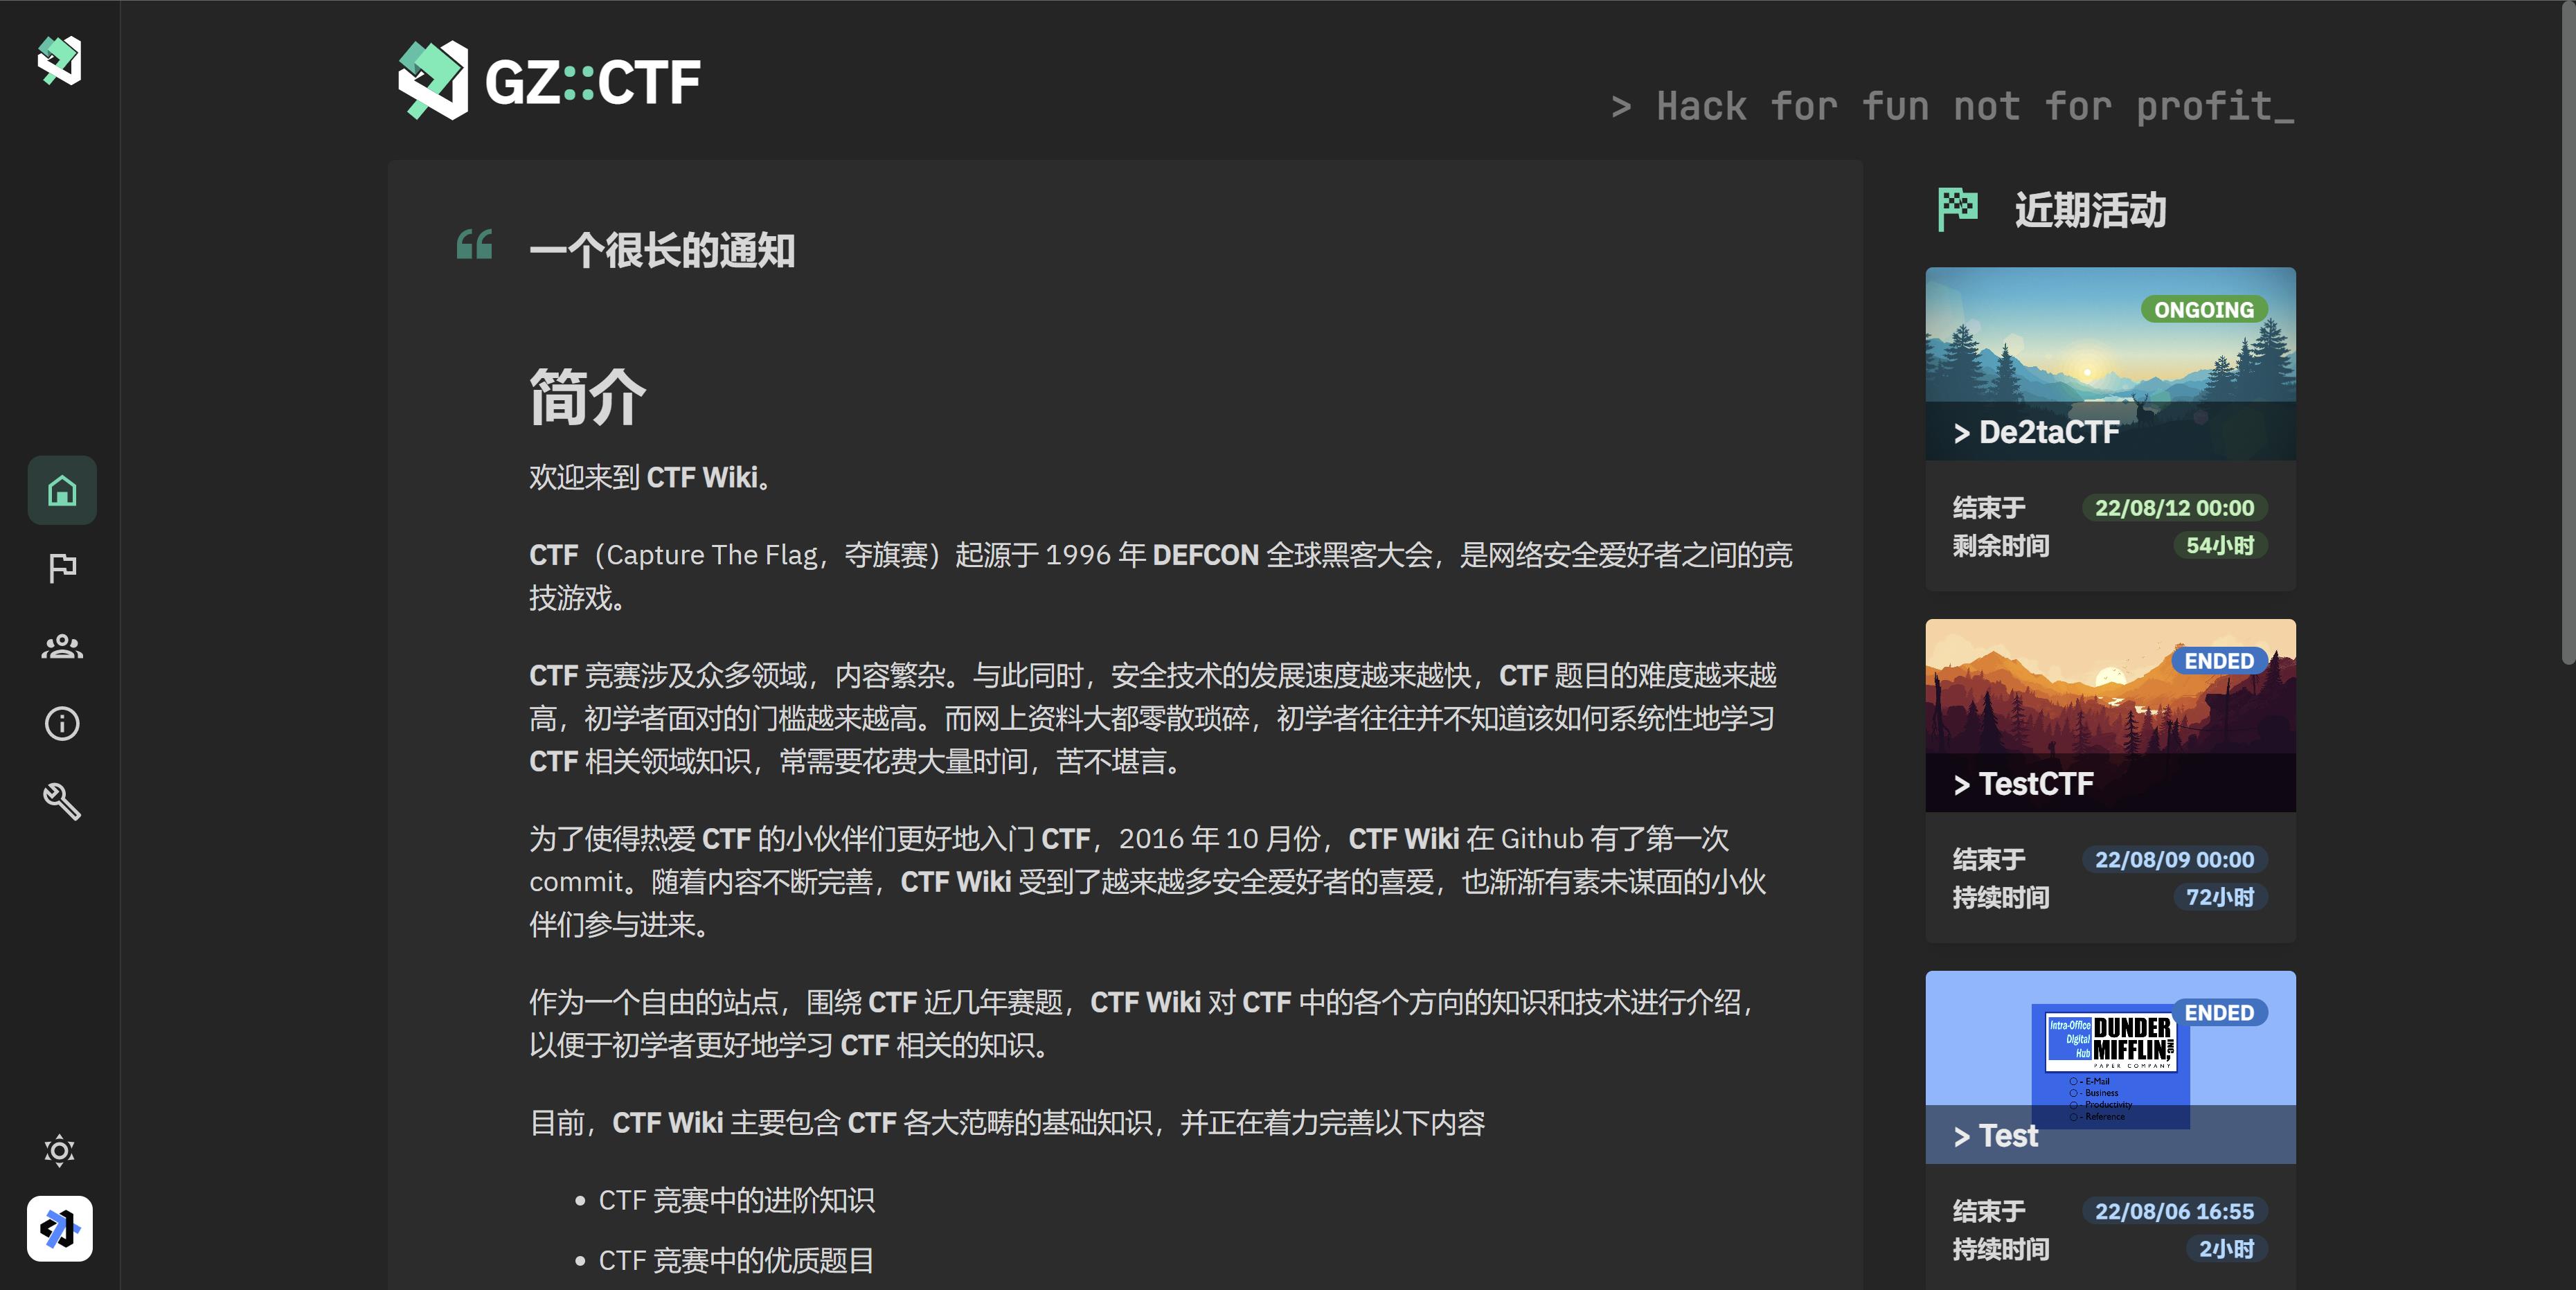 GZ::CTF
> Hack for fun not for profit_
一个很长的通知
简介
欢迎来到 CTF Wiki。
CTF（Capture The Flag，夺旗赛）起源于 1996 年 DEFCON 全球黑客大会，是网络安全爱好者之间的竞
技游戏。
CTF 竞赛涉及众多领域，内容繁杂。与此同时，安全技术的发展速度越来越快，CTF 题目的难度越来越
高，初学者面对的门槛越来越高。而网上资料大都零散琐碎，初学者往往并不知道该如何系统性地学习
CTF 相关领域知识，常需要花费大量时间，苦不堪言。
为了使得热爱 CTF 的小伙伴们更好地入门 CTF，2016 年 10 月份，CTF Wiki 在 Github 有了第一次
commit。随着内容不断完善，CTF Wiki 受到了越来越多安全爱好者的喜爱，也渐渐有素未谋面的小伙
伴们参与进来。
作为一个自由的站点，围绕 CTF 近几年赛题，CTF Wiki 对 CTF 中的各个方向的知识和技术进行介绍，
以便于初学者更好地学习 CTF 相关的知识。
目前，CTF Wiki 主要包含 CTF 各大范畴的基础知识，并正在着力完善以下内容
• CTF 竞赛中的进阶知识
• CTF 竞赛中的优质题目
近期活动
ONGOING
> De2taCTF
结束于 22/08/12 00:00
剩余时间 54小时
ENDED
> TestCTF
结束于 22/08/09 00:00
持续时间 72小时
ENDED
Intra-Office
Digital
Hub
DUNDER
MIFFLIN, INC
PAPER COMPANY
- E-Mail
- Business
- Productivity
- Reference
> Test
结束于 22/08/06 16:55
持续时间 2小时